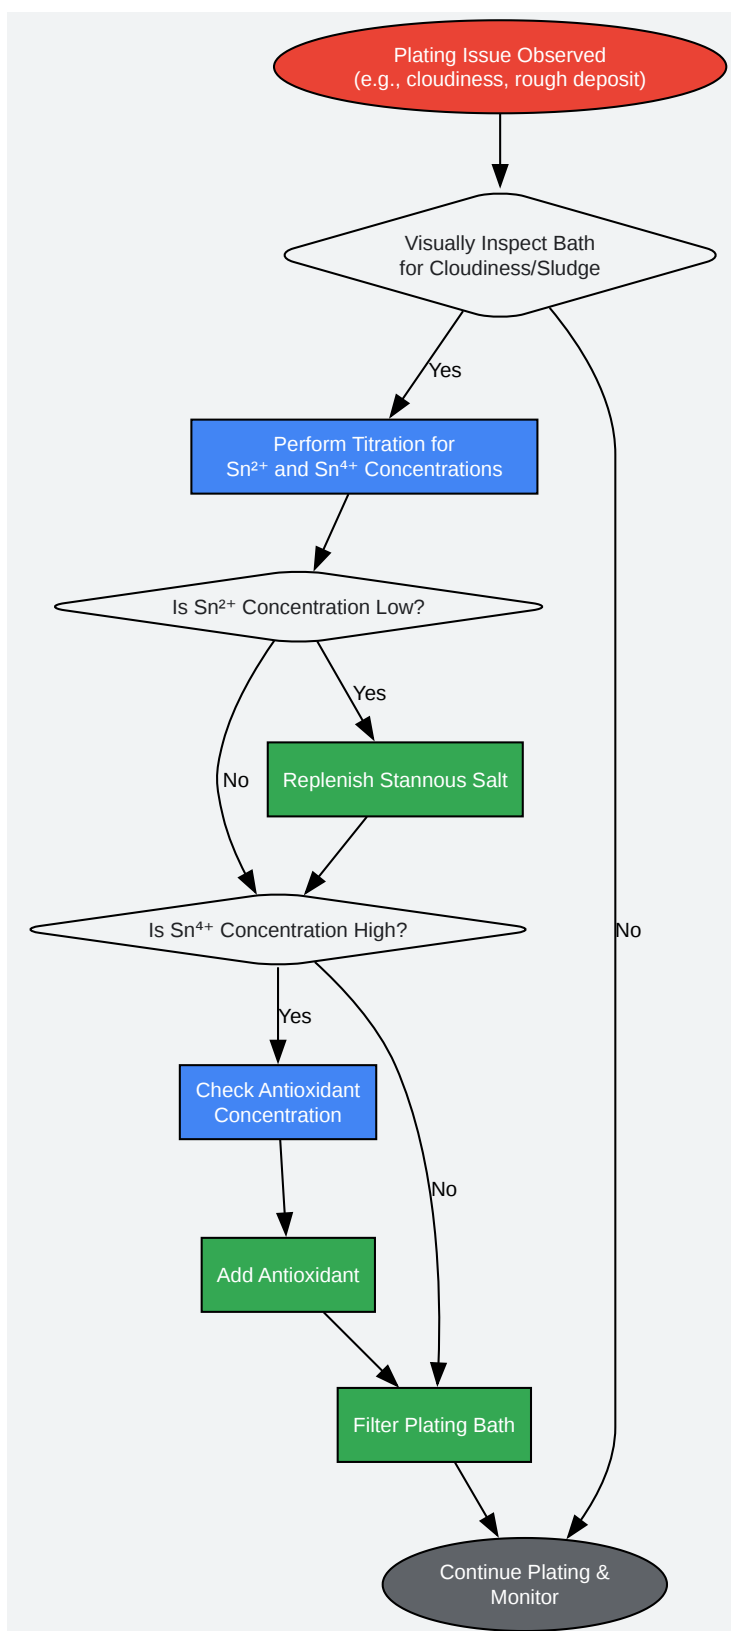 Plating Issue Observed
(e.g., cloudiness, rough deposit)
Visually Inspect Bath
for Cloudiness/Sludge
Yes
Perform Titration for
Sn²⁺ and Sn⁴⁺ Concentrations
Is Sn²⁺ Concentration Low?
Yes
No
Replenish Stannous Salt
Is Sn⁴⁺ Concentration High?
No
Yes
Check Antioxidant
Concentration
No
Add Antioxidant
Filter Plating Bath
Continue Plating &
Monitor